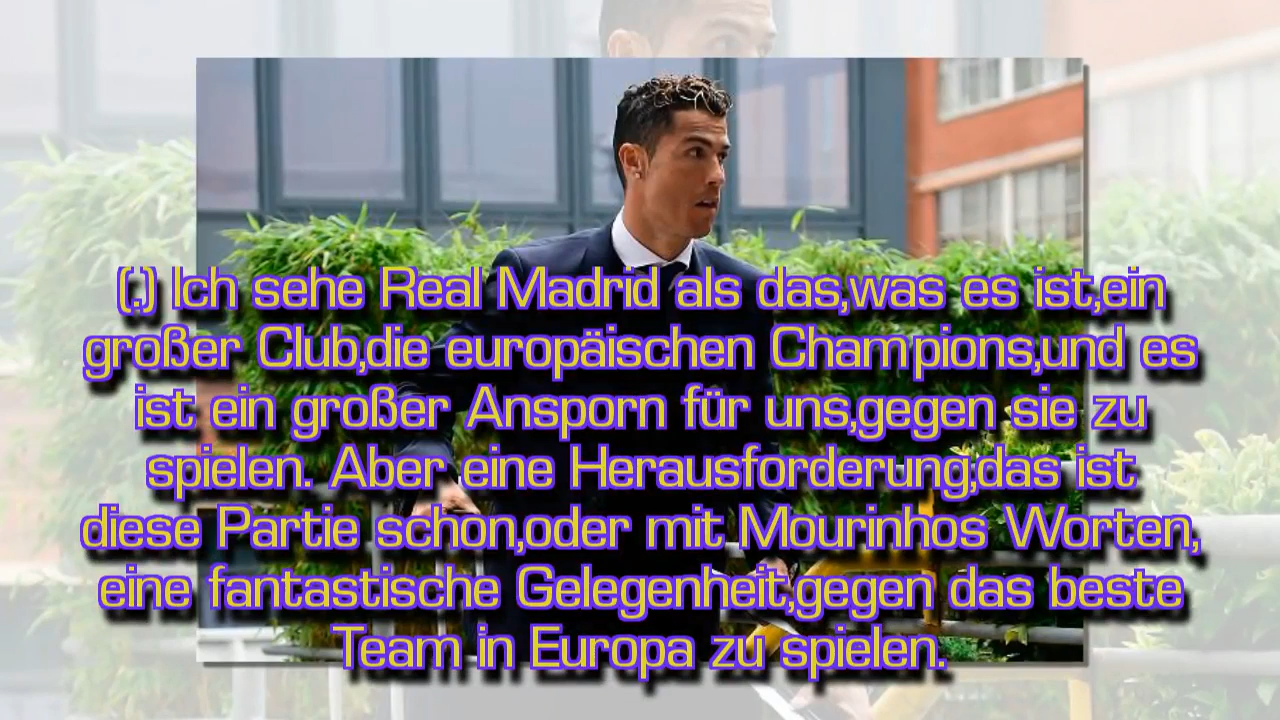 (.) Ich sehe Real Madrid als das,was es ist,ein
großer Club,die europäischen Champions,und es
ist ein großer Ansporn für uns,gegen sie zu
spielen. Aber eine Herausforderung,das ist
diese Partie schon,oder mit Mourinhos Worten,
eine fantastische Gelegenheit,gegen das beste
Team in Europa zu spielen.